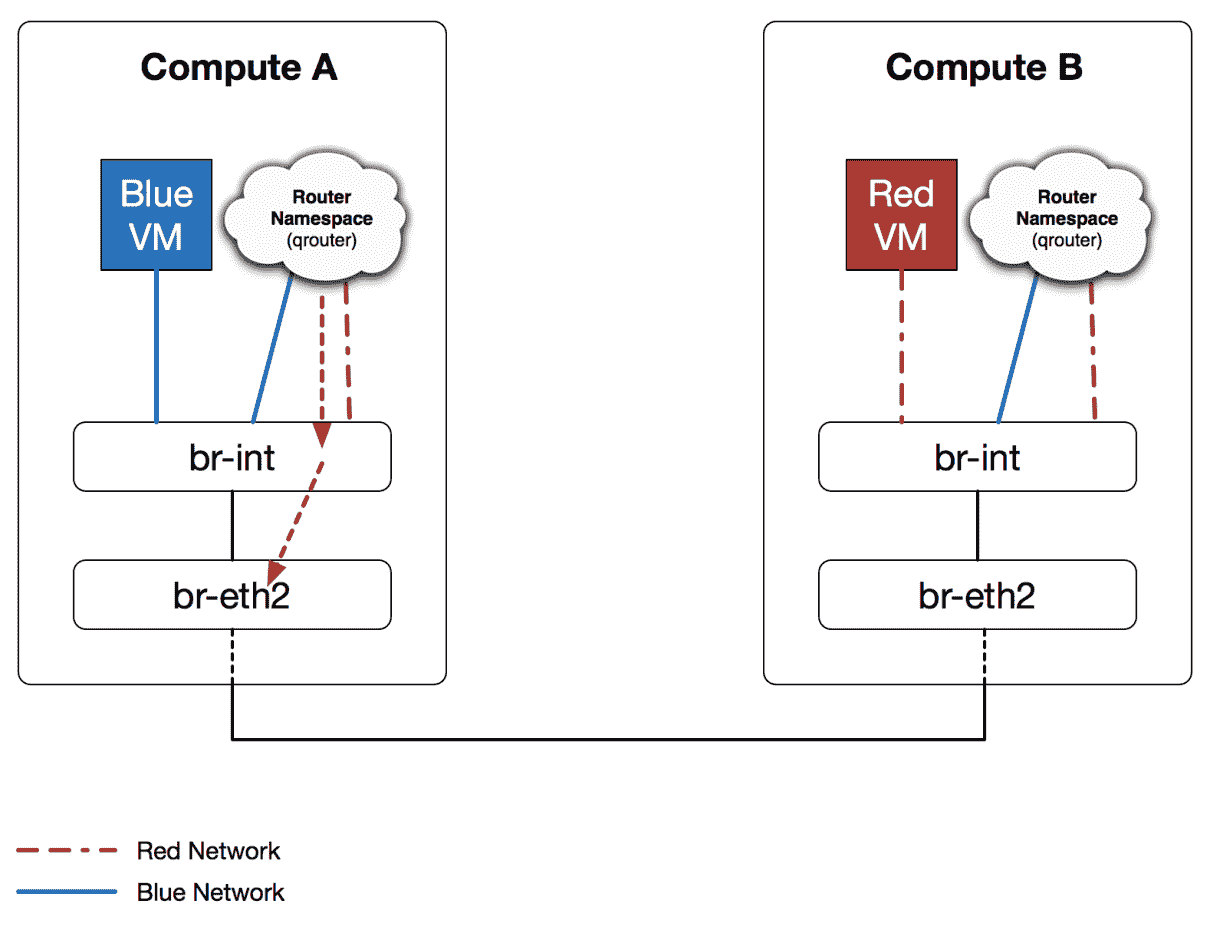 Compute A
Blue
VM
Router
Namespace
(qrouter)
br-int
br-eth2
Compute B
Red
VM
Router
Namespace
(qrouter)
br-int
br-eth2
Red Network
Blue Network